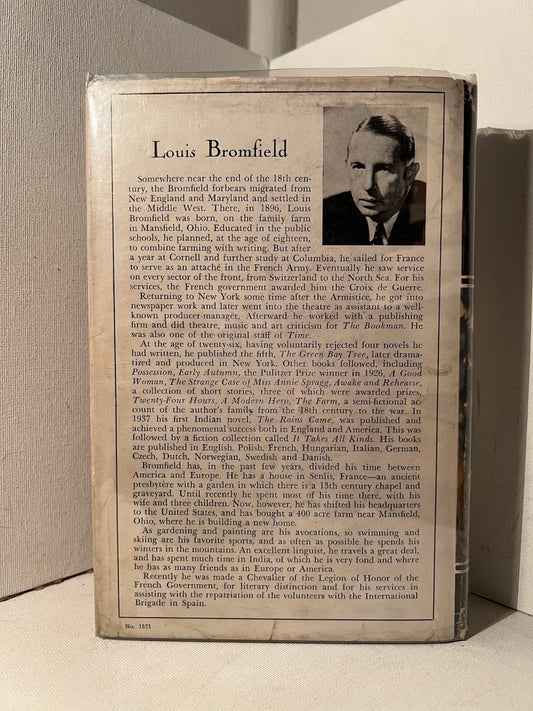 Louis Bromfield
Somewhere near the end of the 18th cen-
tury, the Bromfield forbears migrated from
New England and Maryland and settled in
the Middle West. There, in 1896, Louis
Bromfield was born, on the family farm
in Mansfield, Ohio. Educated in the public
schools, he planned, at the age of eighteen,
to combine farming with writing. But after
a year at Cornell and further study at Columbia, he sailed for France
to serve as an attaché in the French Army. Eventually he saw service
on every sector of the front, from Switzerland to the North Sea. For his
services, the French government awarded him the Croix de Guerre.
Returning to New York some time after the Armistice, he got into
newspaper work and later went into the theatre as assistant to a well-
known producer-manager. Afterward he worked with a publishing
firm and did theatre, music and art criticism for The Bookman. He
was also one of the original staff of Time.
At the age of twenty-six, having voluntarily rejected four novels he
had written, he published the fifth, The Green Bay Tree, later drama-
tized and produced in New York. Other books followed, including
Possession, Early Autumn, the Pulitzer Prize winner in 1926, A Good
Woman, The Strange Case of Miss Annie Spragg, Awake and Rehearse,
a collection of short stories, three of which were awarded prizes,
Twenty-Four Hours, A Modern Hero, The Farm, a semi-fictional ac-
count of the author's family from the 18th century to the war. In
1937 his first Indian novel, The Rains Came, was published and
achieved a phenomenal success both in England and America. This was
followed by a fiction collection called It Takes All Kinds. His books
are published in English, Polish, French, Hungarian, Italian, German,
Czech, Dutch, Norwegian, Swedish and Danish.
Bromfield has, in the past few years, divided his time between
America and Europe. He has a house in Senlis, France—an ancient
presbytère with a garden in which there is a 13th century chapel and
graveyard. Until recently he spent most of his time there, with his
wife and three children. Now, however, he has shifted his headquarters
to the United States, and has bought a 400 acre farm near Mansfield,
Ohio, where he is building a new home.
As gardening and painting are his avocations, so swimming and
skiing are his favorite sports, and as often as possible he spends his
winters in the mountains. An excellent linguist, he travels a great deal,
and has spent much time in India, of which he is very fond and where
he has as many friends as in Europe or America.
Recently he was made a Chevalier of the Legion of Honor of the
French Government, for literary distinction and for his services in
assisting with the repatriation of the volunteers with the International
Brigade in Spain.
No. 1571